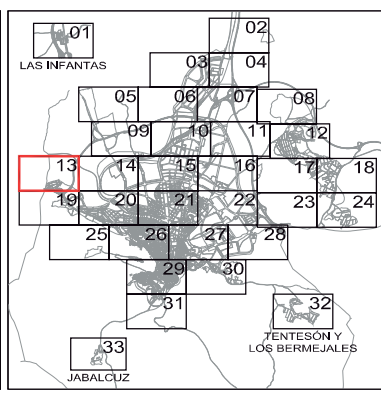 01
02
LAS INFANTAS
03 04
05 06 07 08
09 10 11 12
13 14 15 16 17 18
19 20 21 22 23 24
25 26 27 28
29 30
31 32
TENTESÓN Y
LOS BERMEJALES
33
JABALCUZ